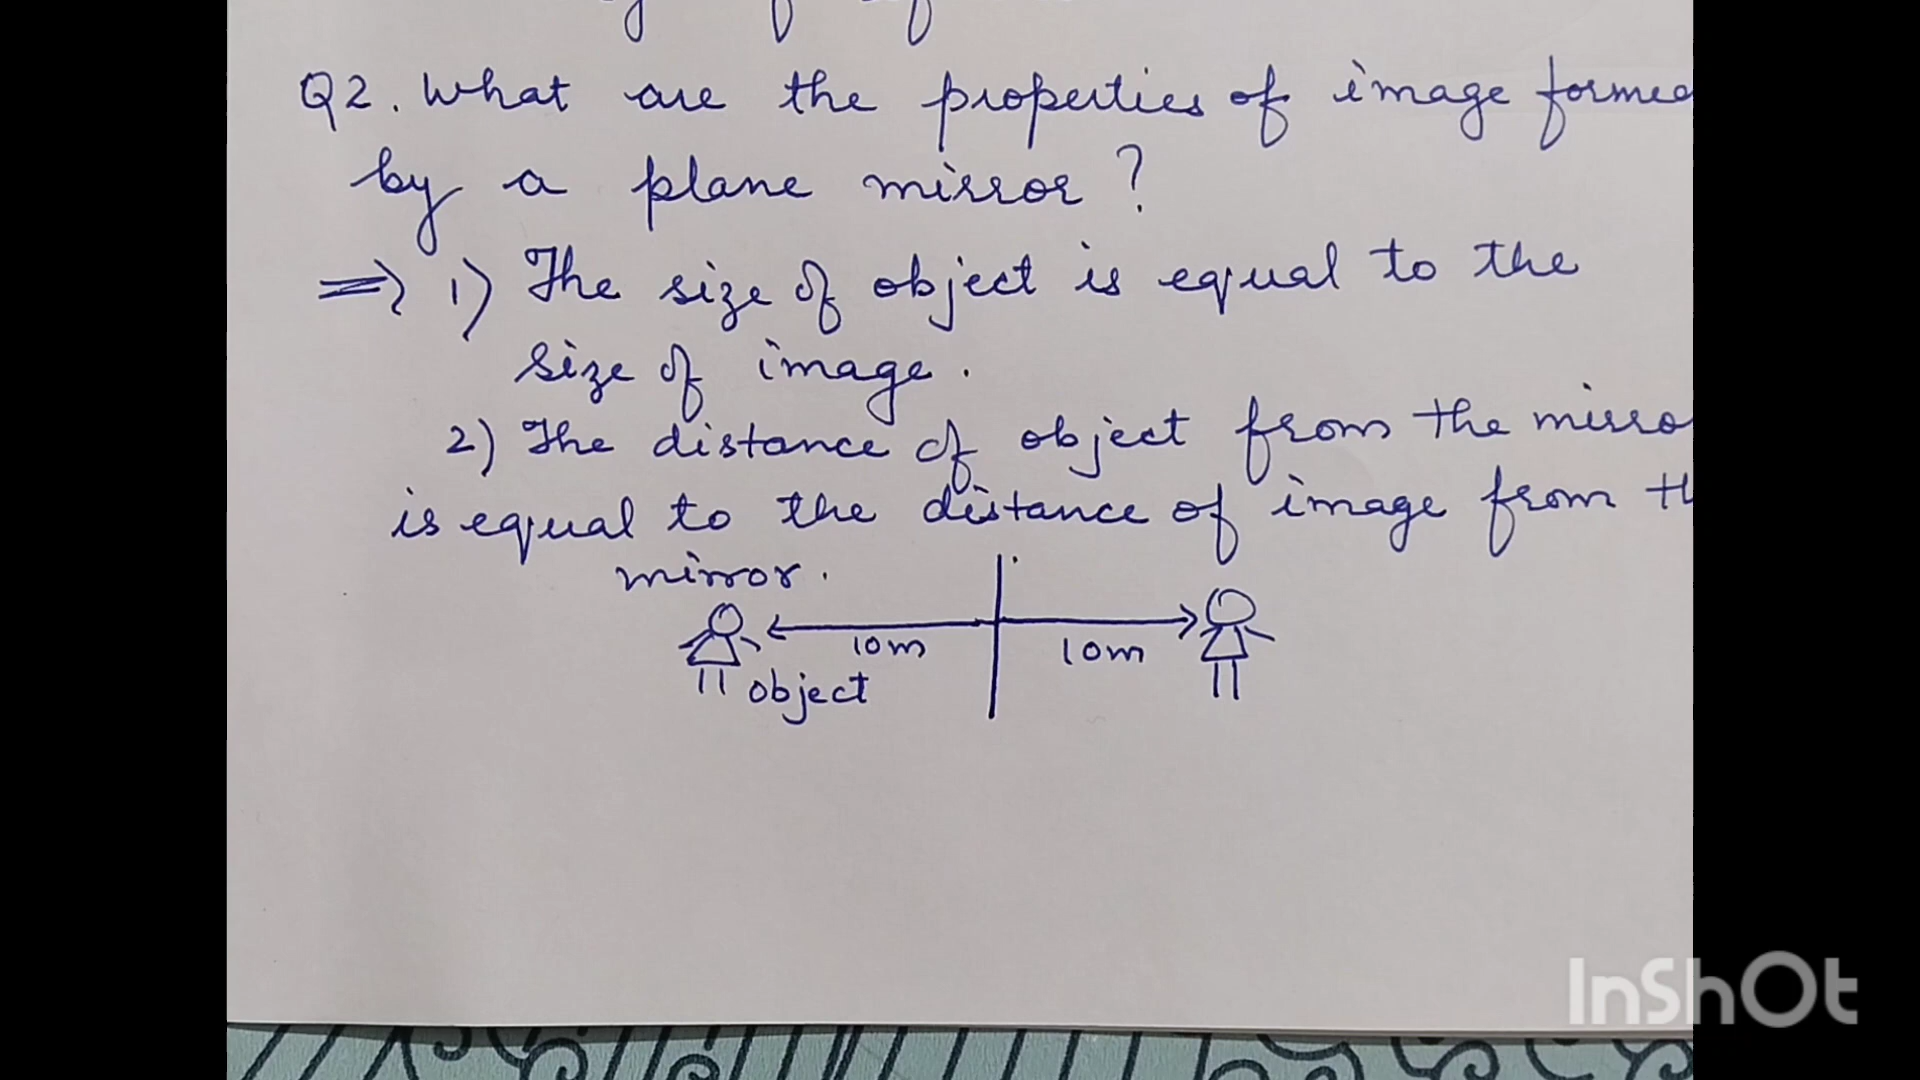 Q2. What are the properties of image formed
by a plane mirror?
⇒ 1) The size of object is equal to the
size of image.
2) The distance of object from the mirro
is equal to the distance of image from th
mirror.
10m 10m
object
InShOt